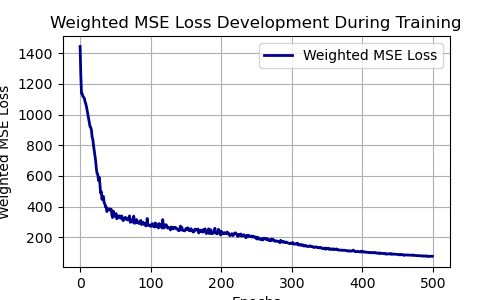 Weighted MSE Loss Development During Training
Weighted MSE Loss
1400
1200
1000
800
600
400
200
Weighted MSE Loss
0 100 200 300 400 500
Epochs